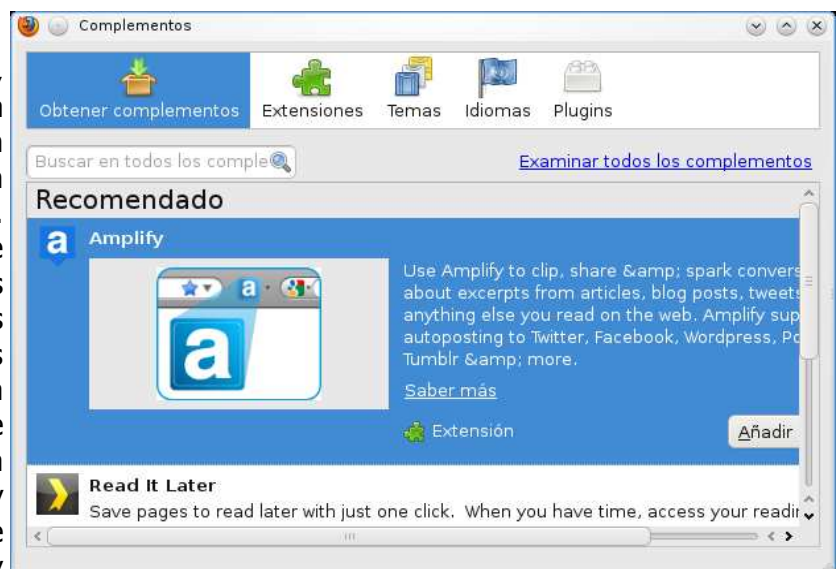 Complementos
Obtener complementos
Extensiones
Temas
Idiomas
Plugins
Buscar en todos los comple
Examinar todos los complementos
Recomendado
a
Amplify
Use Amplify to clip, share &amp; spark convers
about excerpts from articles, blog posts, tweets
anything else you read on the web. Amplify sup
autoposting to Twitter, Facebook, Wordpress, Po
Tumblr &amp; more.
a
a
Saber más
Extensión
Añadir
Read It Later
Save pages to read later with just one click. When you have time, access your readin